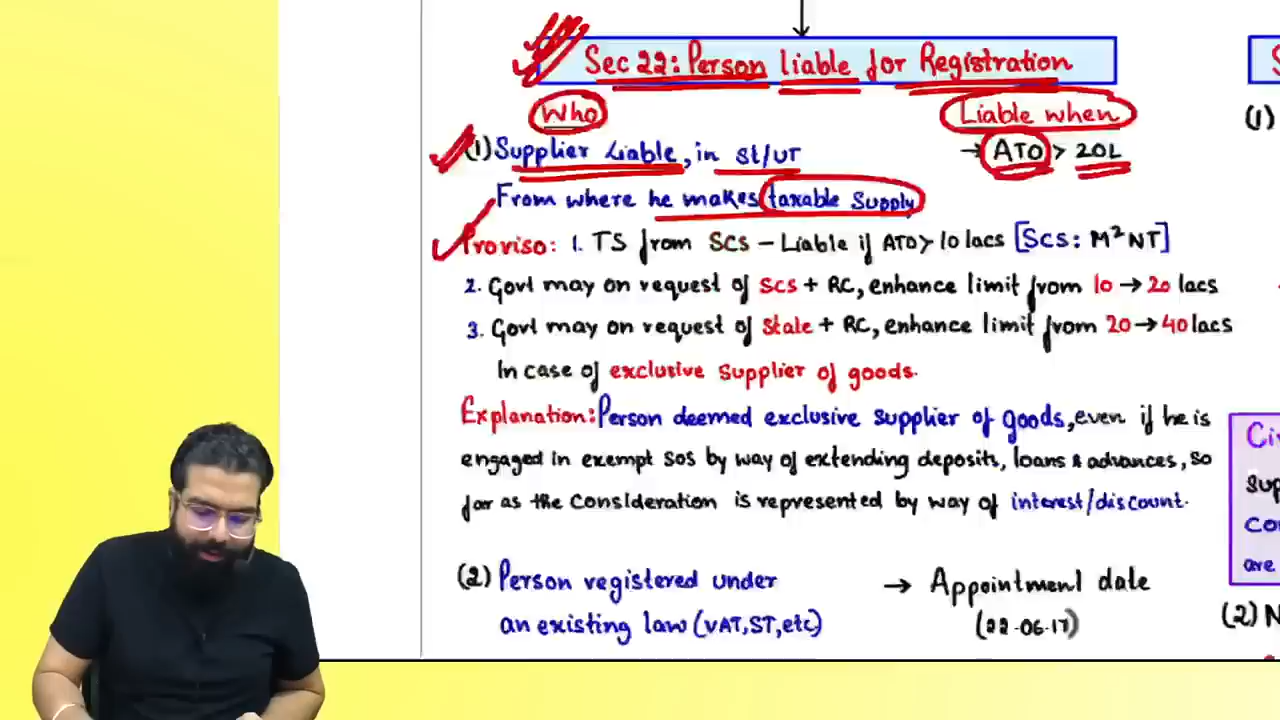 Sec 22: Person liable for Registration
Who
Liable when
(1) Supplier Liable, in St/UT → ATO > 20L
From where he makes taxable Supply
Proviso: 1. TS from SCS – Liable if ATO > 10 lacs [SCS: M²NT]
2. Govt may on request of SCS + RC, enhance limit from 10 → 20 lacs
3. Govt may on request of State + RC, enhance limit from 20 → 40 lacs
In case of exclusive supplier of goods.
Explanation: Person deemed exclusive supplier of goods, even if he is
engaged in exempt SOS by way of extending deposits, loans & advances, so
far as the Consideration is represented by way of interest/discount.
(2) Person registered under → Appointment date
an existing law (VAT, ST, etc) (22.06.17)
(1)
are
(2) N